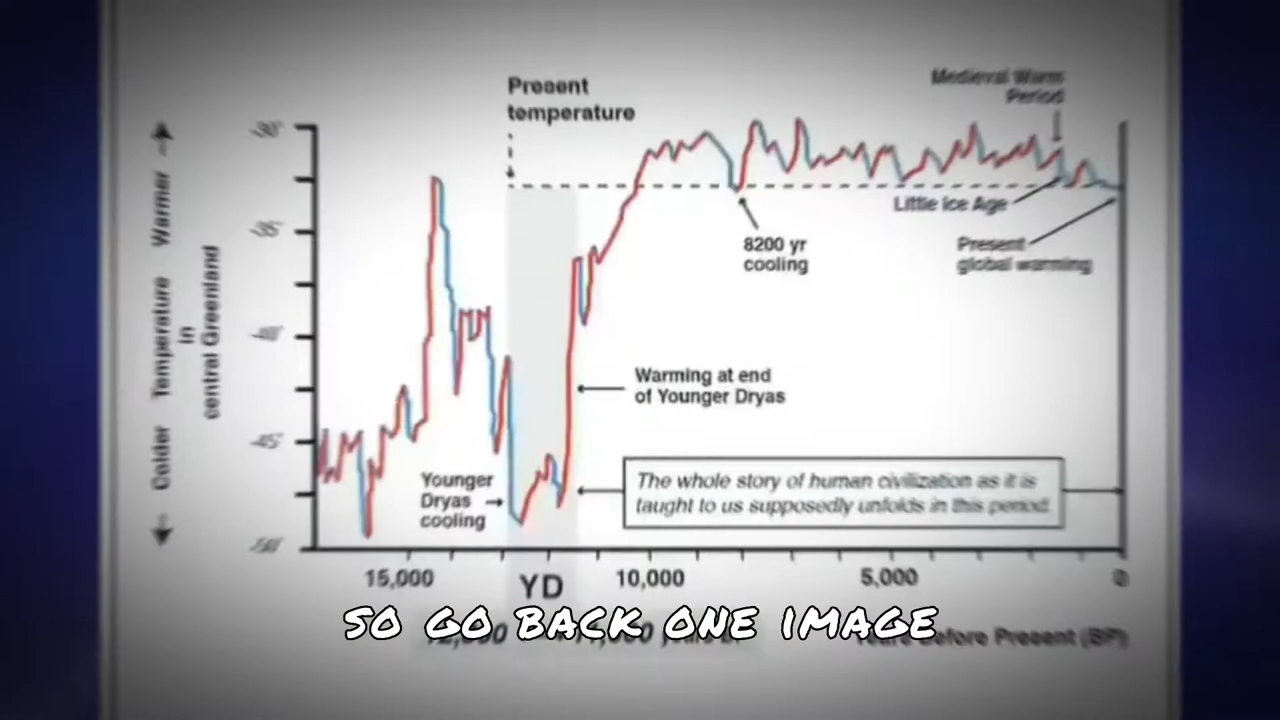 Medieval Warm
Period
Present
temperature
-30°
-35°
-40°
-45°
-50°
Warmer
Temperature
in
central Greenland
Colder
Little Ice Age
8200 yr
cooling
Present
global warming
Warming at end
of Younger Dryas
Younger
Dryas
cooling
The whole story of human civilization as it is
taught to us supposedly unfolds in this period.
15,000
YD
10,000
5,000
0
SO GO BACK ONE IMAGE
Years Before Present (BP)